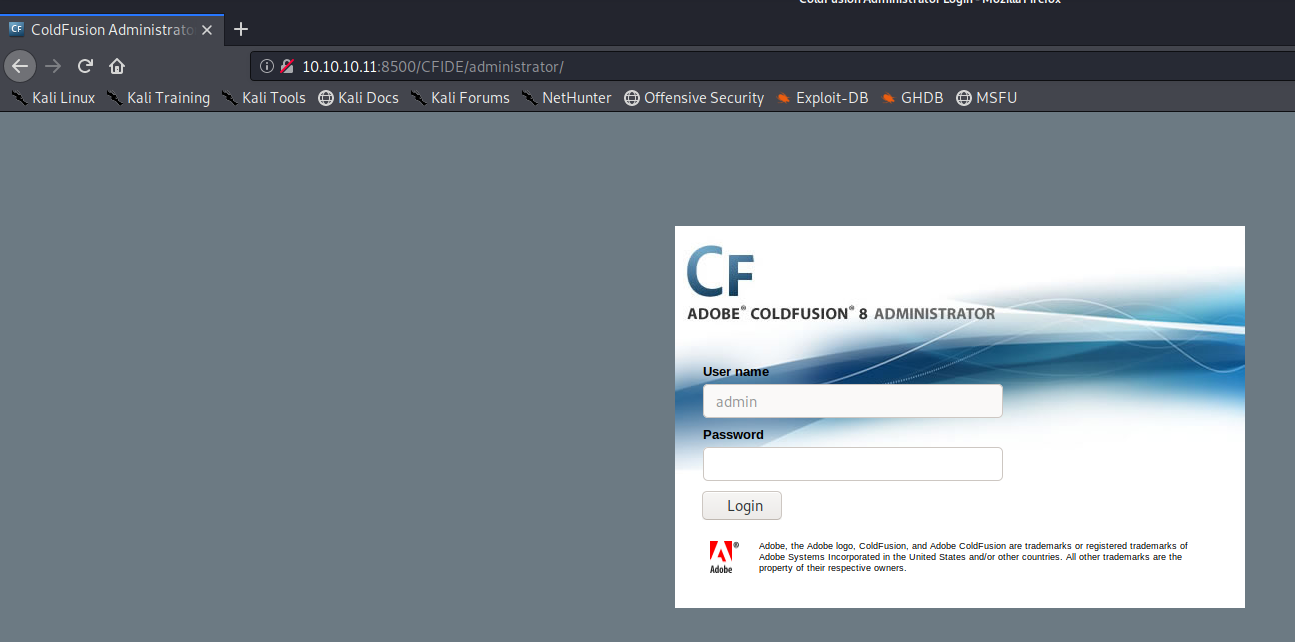 ColdFusion Administrator Login - Mozilla Firefox
CF ColdFusion Administrato
10.10.10.11:8500/CFIDE/administrator/
Kali Linux Kali Training Kali Tools Kali Docs Kali Forums NetHunter Offensive Security Exploit-DB GHDB MSFU
CF
ADOBE® COLDFUSION® 8 ADMINISTRATOR
User name
admin
Password
Login
Adobe, the Adobe logo, ColdFusion, and Adobe ColdFusion are trademarks or registered trademarks of
Adobe Systems Incorporated in the United States and/or other countries. All other trademarks are the
property of their respective owners.
®
Adobe